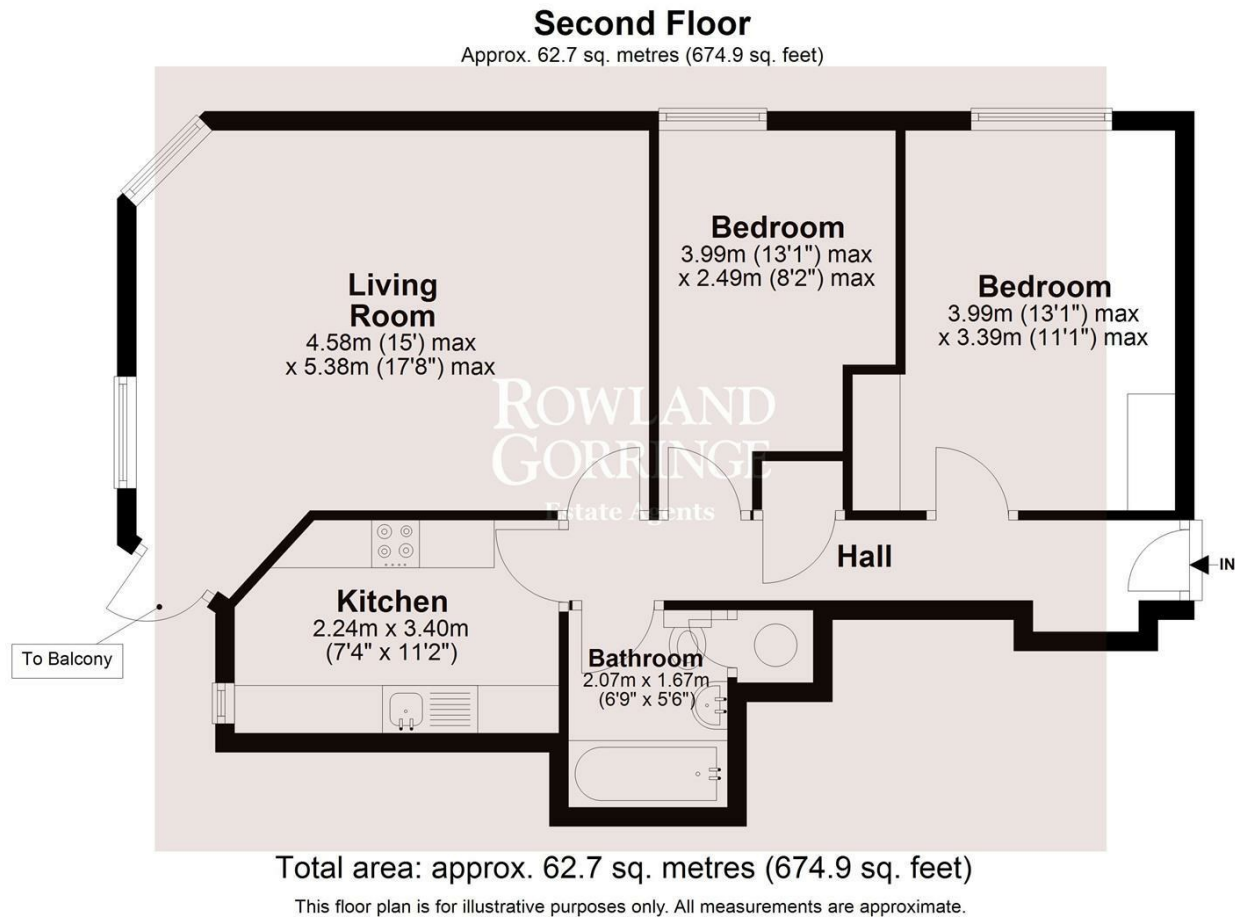 Second Floor
Approx. 62.7 sq. metres (674.9 sq. feet)
Living
Room
4.58m (15') max
x 5.38m (17'8") max
Bedroom
3.99m (13'1") max
x 2.49m (8'2") max
Bedroom
3.99m (13'1") max
x 3.39m (11'1") max
ROWLAND
GORRINGE
Estate Agents
Hall
IN
Kitchen
2.24m x 3.40m
(7'4" x 11'2")
Bathroom
2.07m x 1.67m
(6'9" x 5'6")
To Balcony
Total area: approx. 62.7 sq. metres (674.9 sq. feet)
This floor plan is for illustrative purposes only. All measurements are approximate.